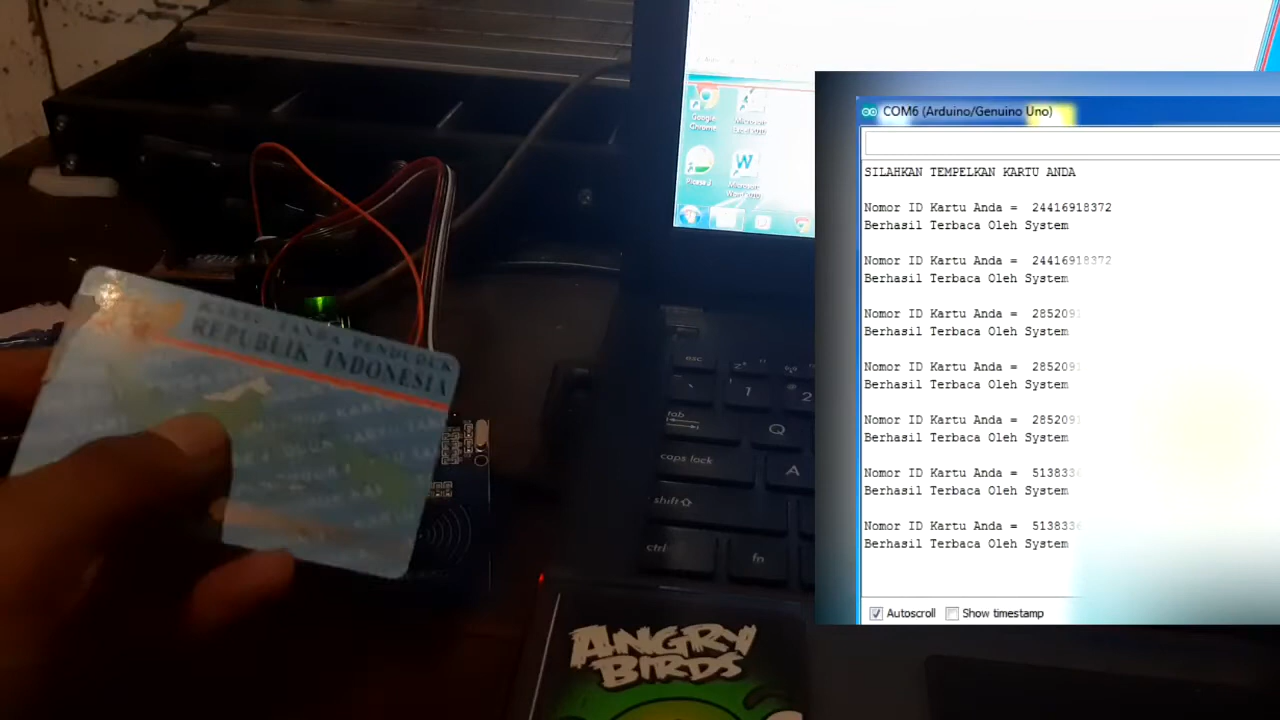 KARTU TANDA PENDUDUK
REPUBLIK INDONESIA
Google
Chrome
Microsoft
COM6 (Arduino/Genuino Uno)
SILAHKAN TEMPELKAN KARTU ANDA
Nomor ID Kartu Anda = 24416918372
Berhasil Terbaca Oleh System
Nomor ID Kartu Anda = 24416918372
Berhasil Terbaca Oleh System
Nomor ID Kartu Anda = 285209
Berhasil Terbaca Oleh System
Nomor ID Kartu Anda = 285209
Berhasil Terbaca Oleh System
Nomor ID Kartu Anda = 285209
Berhasil Terbaca Oleh System
Nomor ID Kartu Anda = 513833
Berhasil Terbaca Oleh System
Nomor ID Kartu Anda = 513833
Berhasil Terbaca Oleh System
Autoscroll Show timestamp
esc
1 2
tab Q
caps lock A
shift
ctrl fn
ANGRY
BIRDS